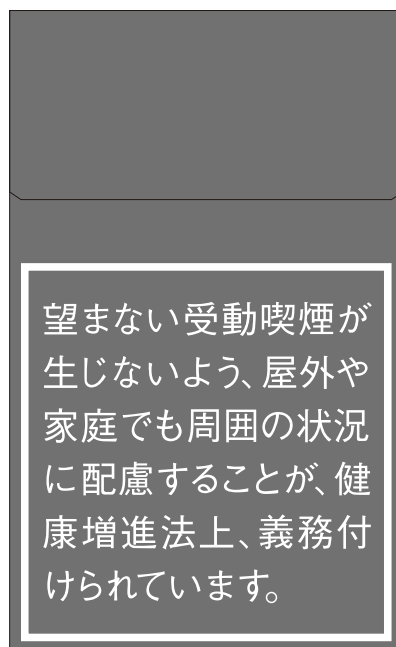 望まない受動喫煙が
生じないよう、屋外や
家庭でも周囲の状況
に配慮することが、健
康増進法上、義務付
けられています。